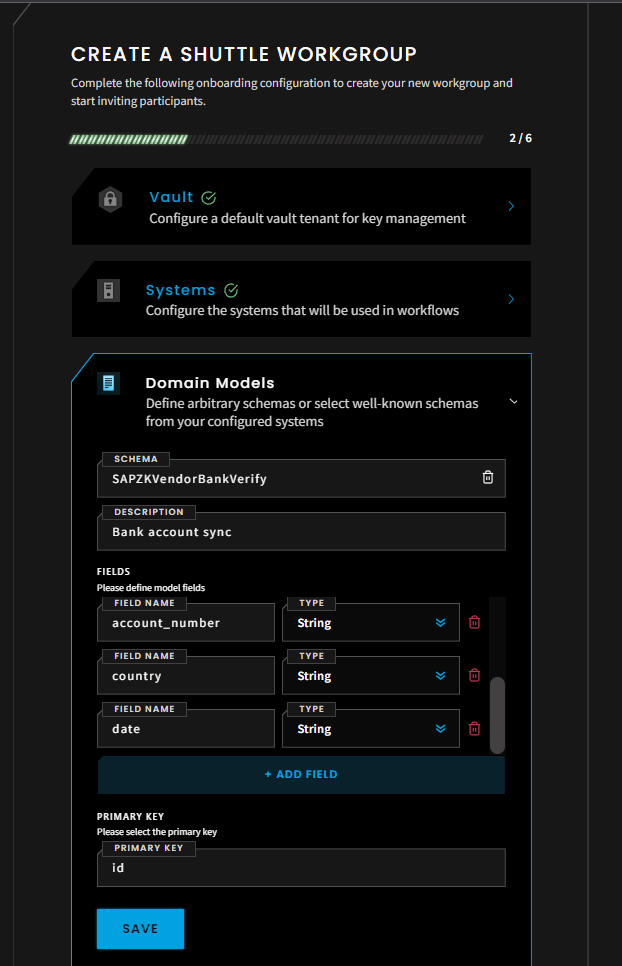 CREATE A SHUTTLE WORKGROUP
Complete the following onboarding configuration to create your new workgroup and
start inviting participants.
2 / 6
Vault
Configure a default vault tenant for key management
Systems
Configure the systems that will be used in workflows
Domain Models
Define arbitrary schemas or select well-known schemas
from your configured systems
SCHEMA
SAPZKVendorBankVerify
DESCRIPTION
Bank account sync
FIELDS
Please define model fields
FIELD NAME TYPE
account_number String
FIELD NAME TYPE
country String
FIELD NAME TYPE
date String
+ ADD FIELD
PRIMARY KEY
Please select the primary key
PRIMARY KEY
id
SAVE